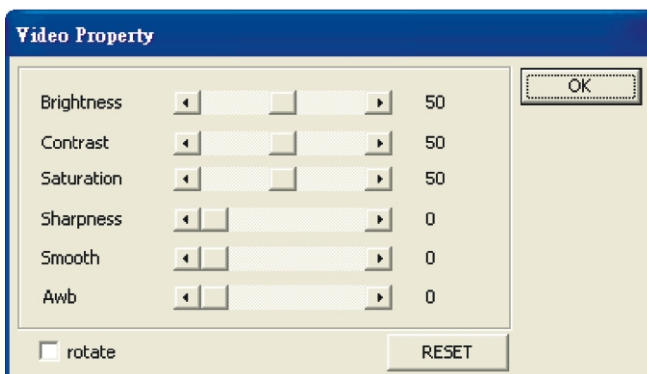 Video Property
Brightness 50
OK
Contrast 50
Saturation 50
Sharpness 0
Smooth 0
Awb 0
rotate
RESET